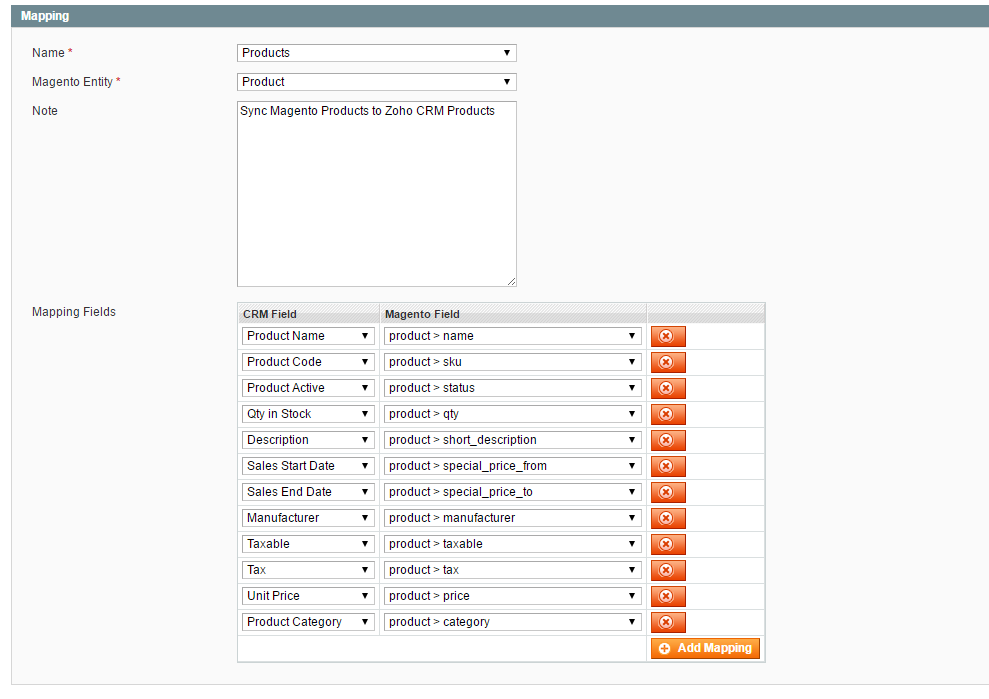 Mapping
Name *
Products
Magento Entity *
Product
Note
Sync Magento Products to Zoho CRM Products
Mapping Fields
CRM Field Magento Field
Product Name product > name
Product Code product > sku
Product Active product > status
Qty in Stock product > qty
Description product > short_description
Sales Start Date product > special_price_from
Sales End Date product > special_price_to
Manufacturer product > manufacturer
Taxable product > taxable
Tax product > tax
Unit Price product > price
Product Category product > category
Add Mapping